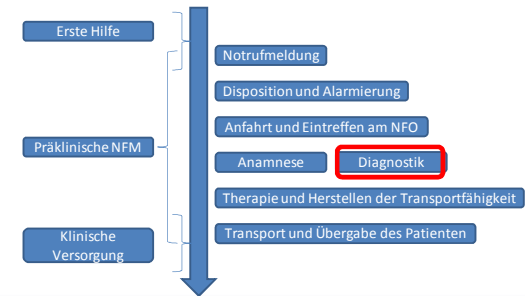 Erste Hilfe
Notrufmeldung
Disposition und Alarmierung
Anfahrt und Eintreffen am NFO
Präklinische NFM
Anamnese
Diagnostik
Therapie und Herstellen der Transportfähigkeit
Klinische
Versorgung
Transport und Übergabe des Patienten